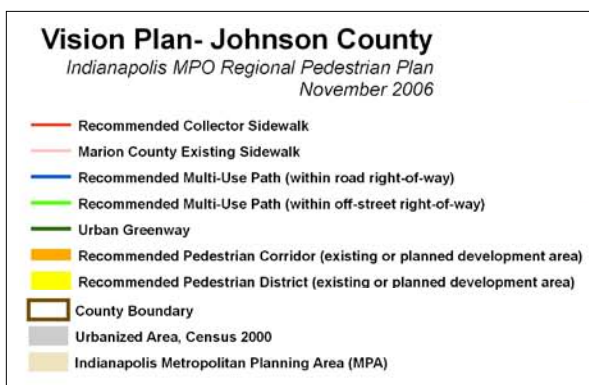 Vision Plan- Johnson County
Indianapolis MPO Regional Pedestrian Plan
November 2006
Recommended Collector Sidewalk
Marion County Existing Sidewalk
Recommended Multi-Use Path (within road right-of-way)
Recommended Multi-Use Path (within off-street right-of-way)
Urban Greenway
Recommended Pedestrian Corridor (existing or planned development area)
Recommended Pedestrian District (existing or planned development area)
County Boundary
Urbanized Area, Census 2000
Indianapolis Metropolitan Planning Area (MPA)